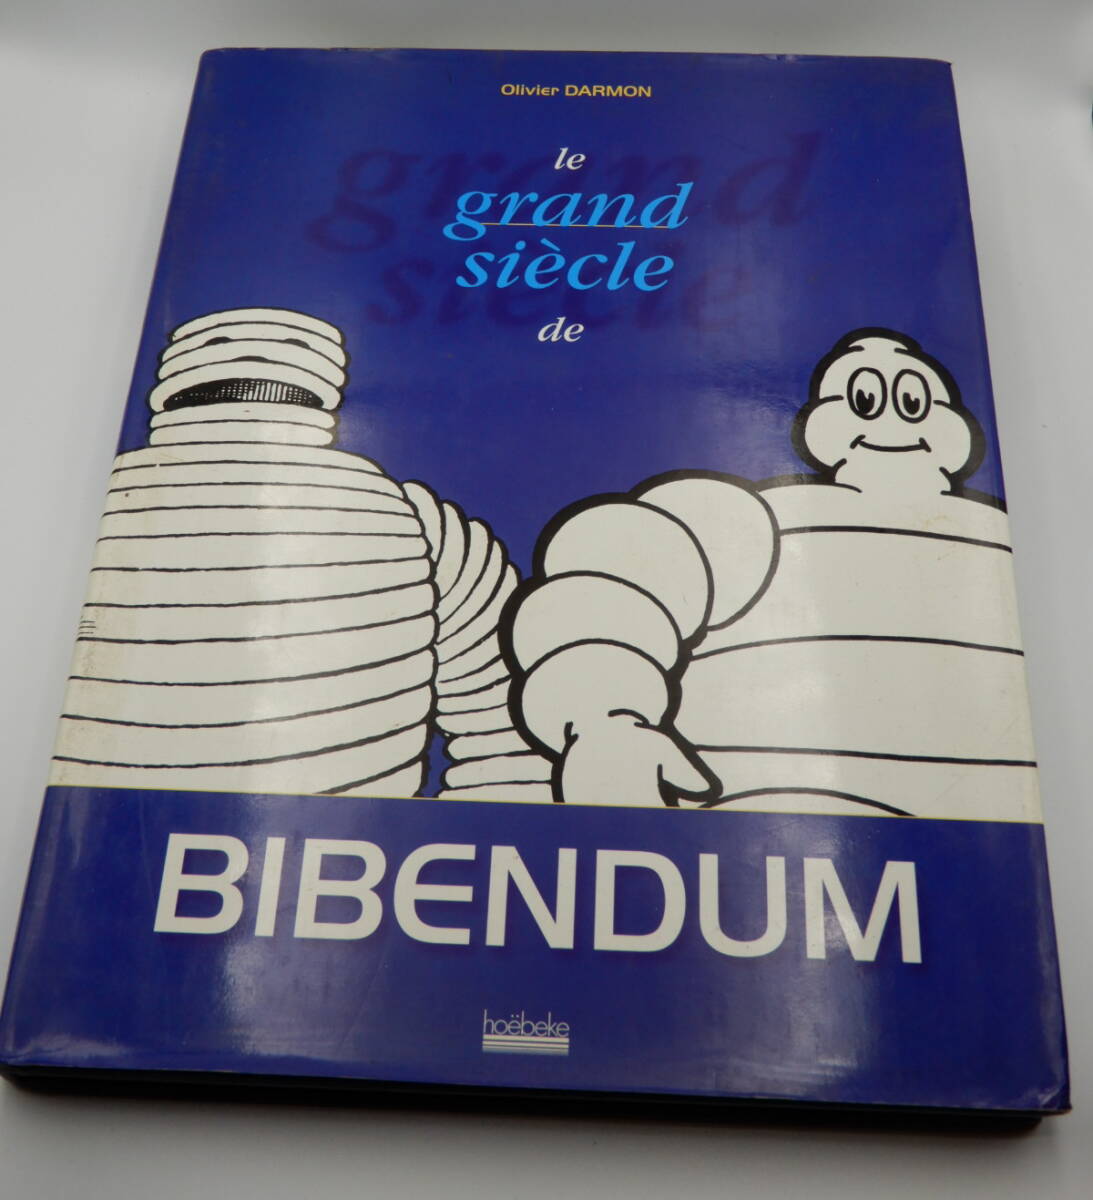 Olivier DARMON
le
grand
siècle
de
BIBENDUM
hoëbeke